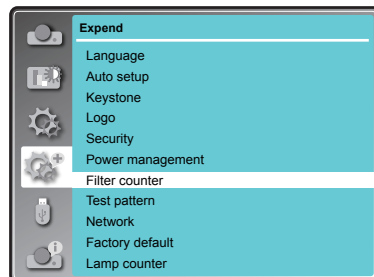 Expend
Language
Auto setup
Keystone
Logo
Security
Power management
Filter counter
Test pattern
Network
Factory default
Lamp counter